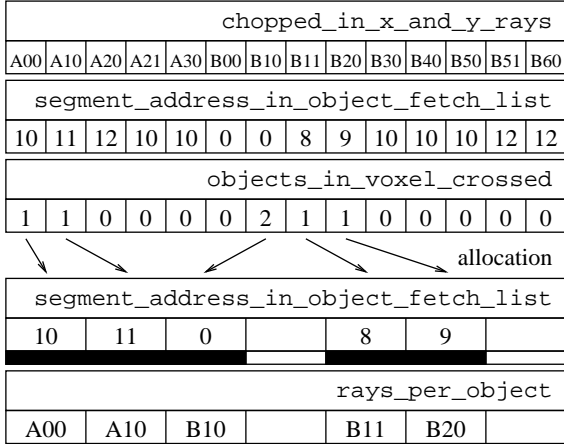 chopped_in_x_and_y_rays
A00 A10 A20 A21 A30 B00 B10 B11 B20 B30 B40 B50 B51 B60
segment_address_in_object_fetch_list
10 11 12 10 10 0 0 8 9 10 10 10 12 12
objects_in_voxel_crossed
1 1 0 0 0 0 2 1 1 0 0 0 0 0
allocation
segment_address_in_object_fetch_list
10 11 0 8 9
rays_per_object
A00 A10 B10 B11 B20